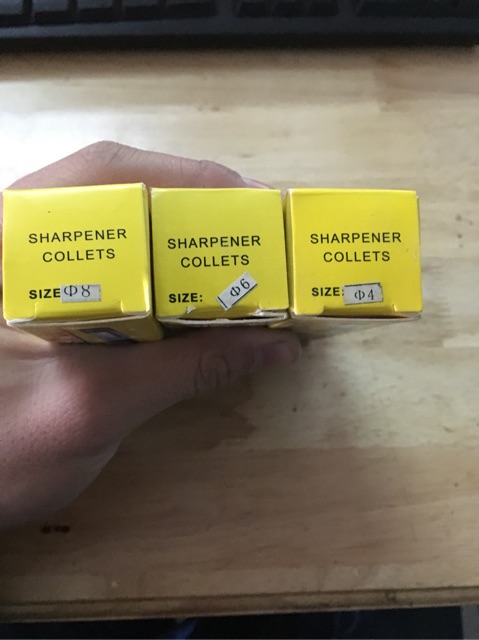 SHARPENER
COLLETS
SIZE Φ8
SHARPENER
COLLETS
SIZE: Φ6
SHARPENER
COLLETS
SIZE: Φ4